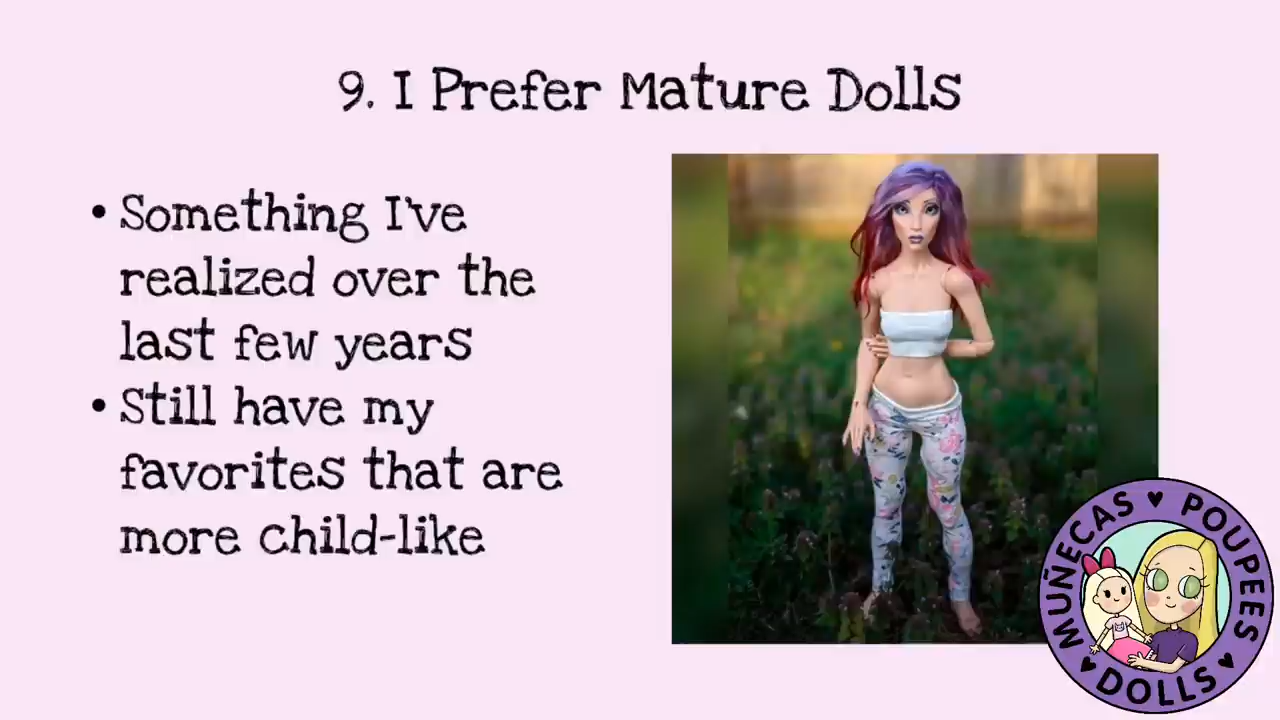 9. I Prefer Mature Dolls
• Something I've
realized over the
last few years
• Still have my
favorites that are
more child-like
MUÑECAS ♥ POUPEES ♥ DOLLS ♥